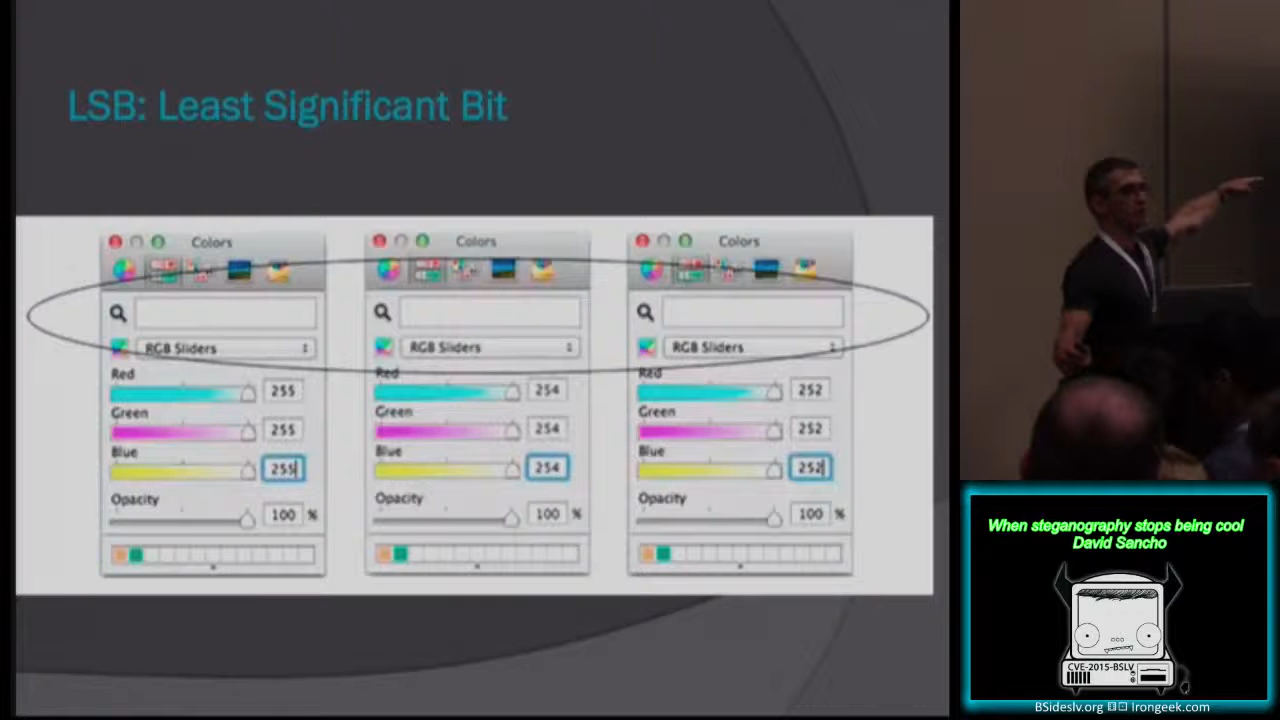 LSB: Least Significant Bit
Colors
RGB Sliders
Red
255
Green
255
Blue
255
Opacity
100 %
Colors
RGB Sliders
Red
254
Green
254
Blue
254
Opacity
100 %
Colors
RGB Sliders
Red
252
Green
252
Blue
252
Opacity
100 %
When steganography stops being cool
David Sancho
CVE-2015-BSLV
BSideslv.org Irongeek.com